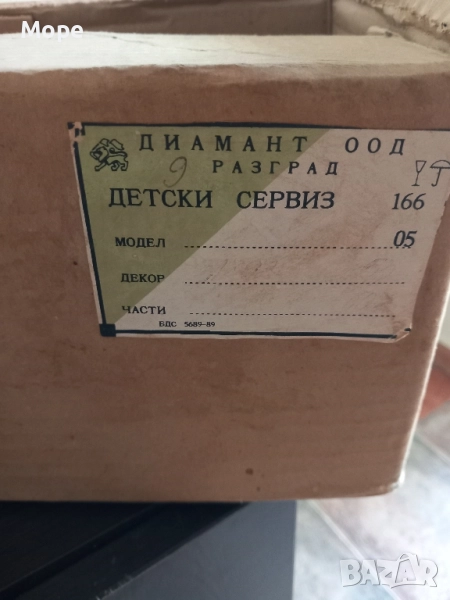 Море
ДИАМАНТ ООД
9 РАЗГРАД
ДЕТСКИ СЕРВИЗ 166
МОДЕЛ 05
ДЕКОР
ЧАСТИ
БДС 5689-89
BAZAR